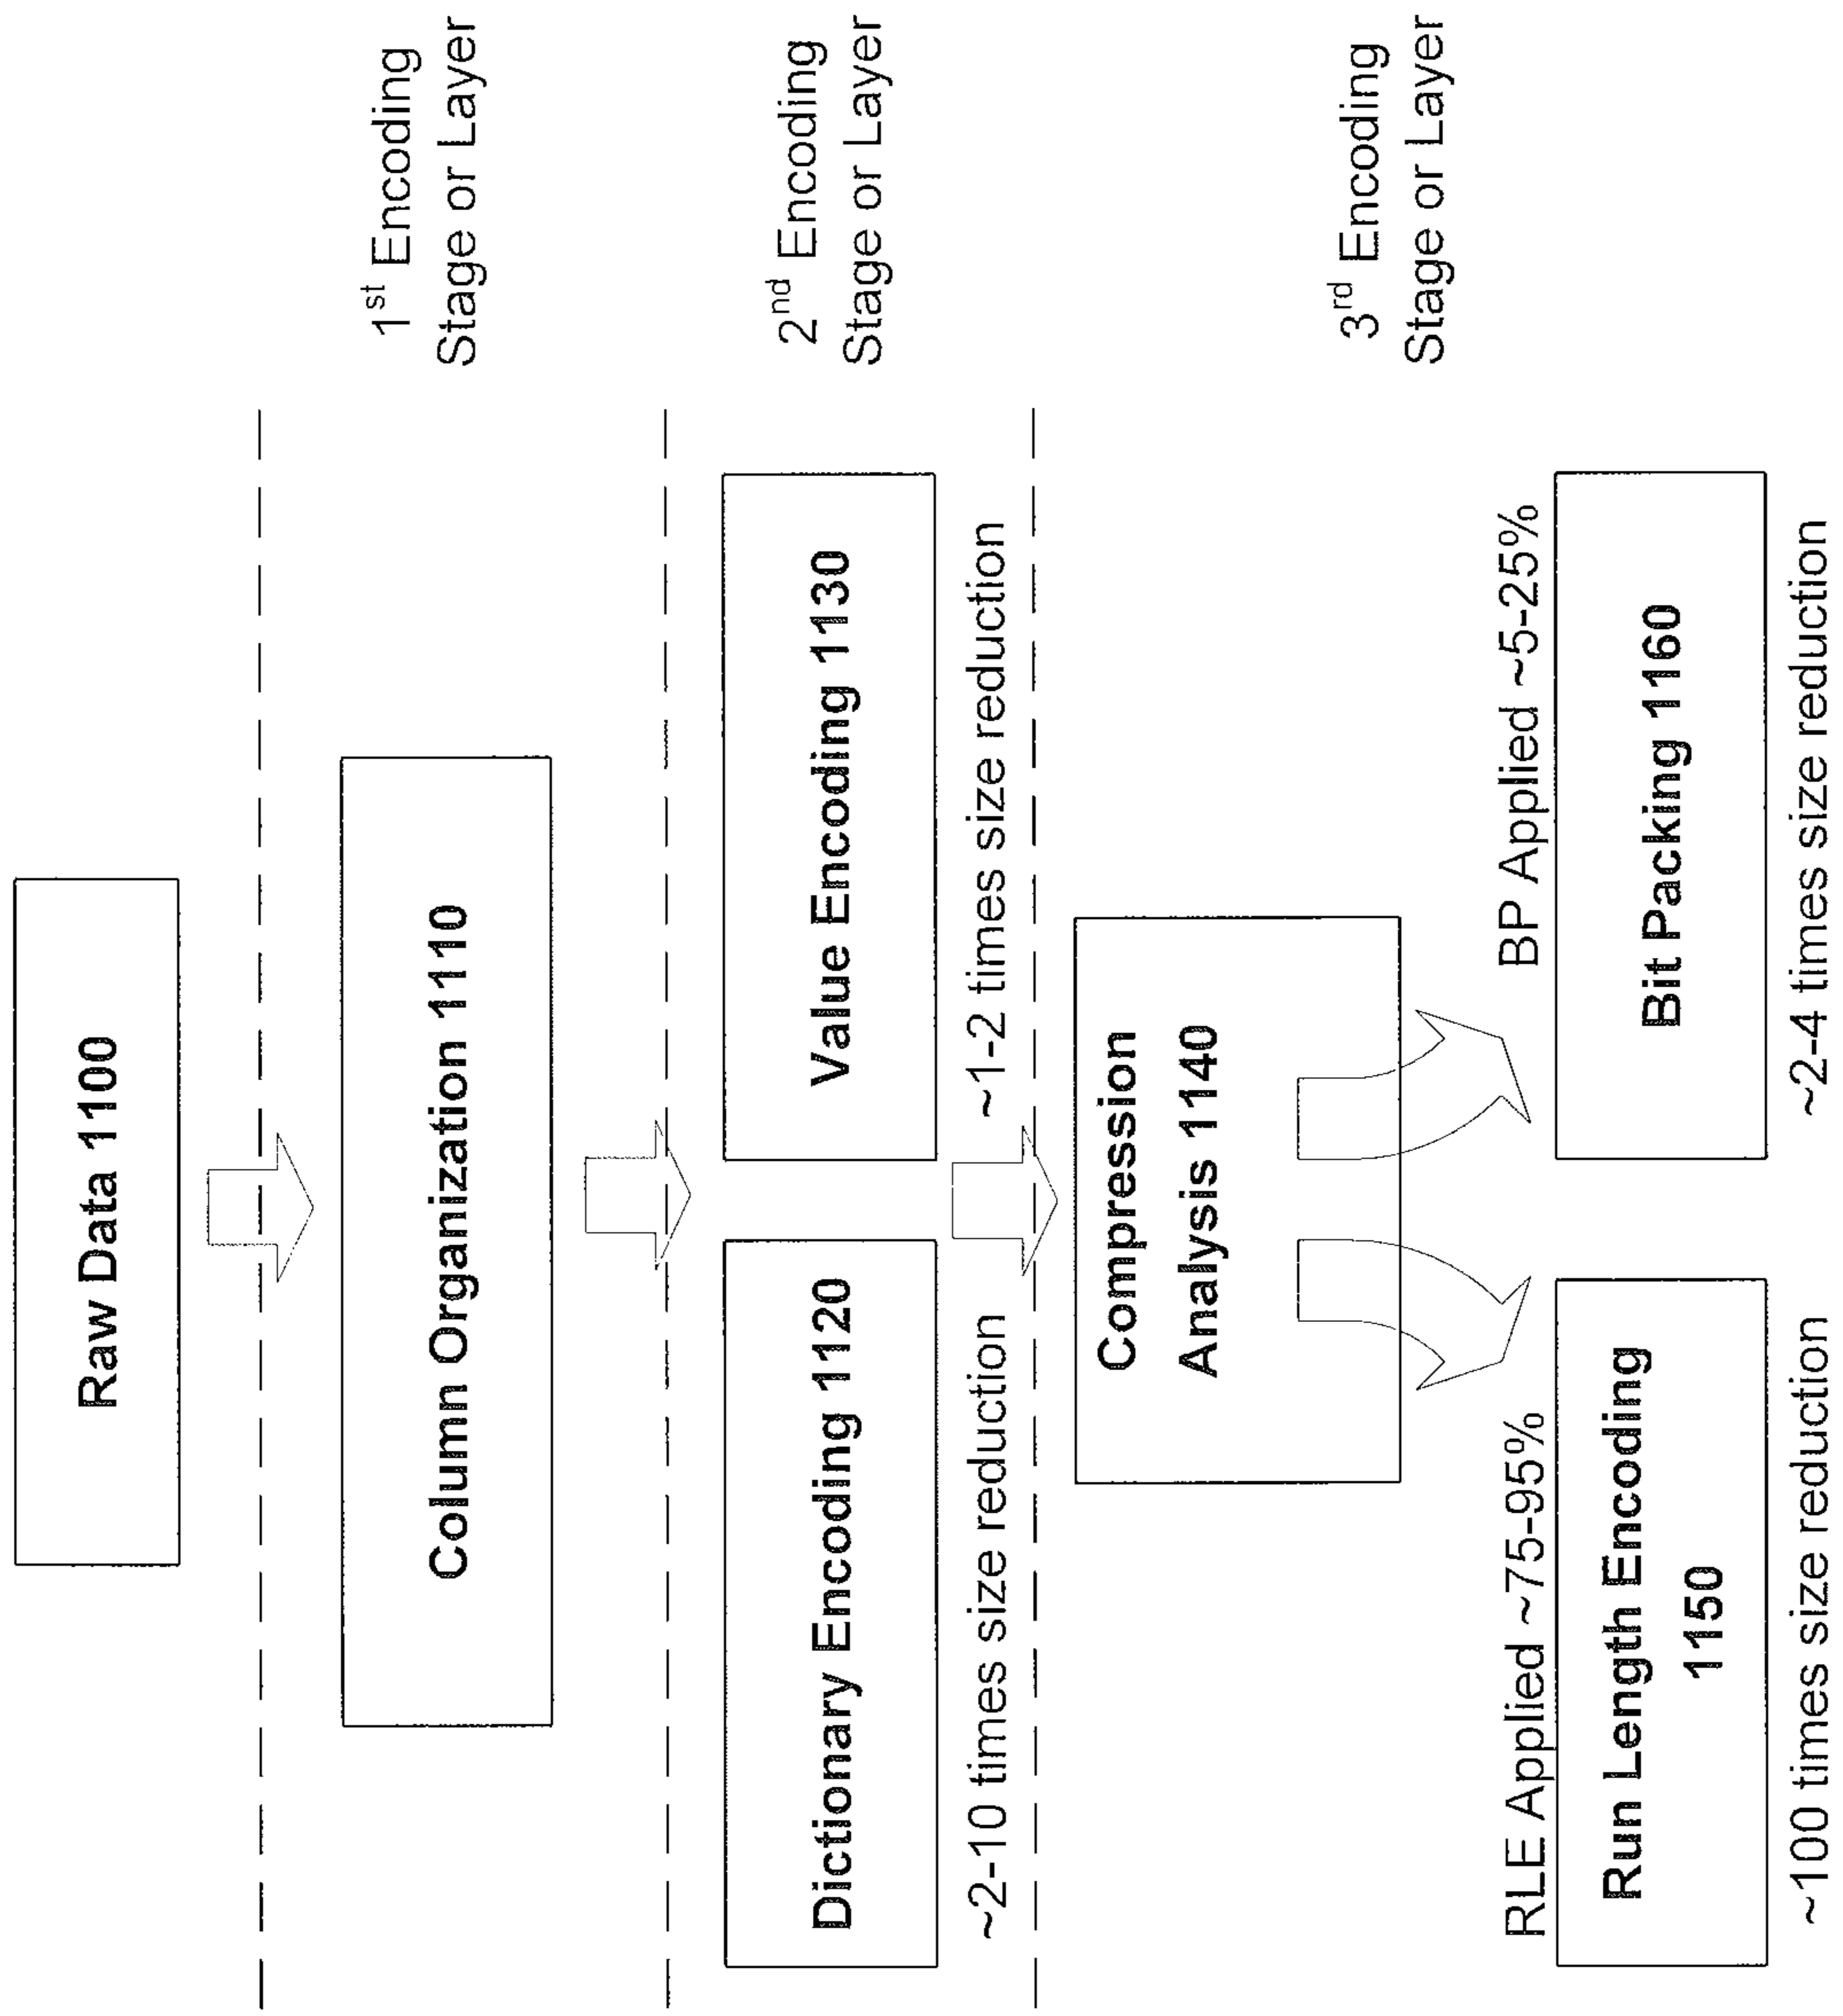 Raw Data 1100
1st Encoding
Stage or Layer
Column Organization 1110
2nd Encoding
Stage or Layer
Dictionary Encoding 1120
Value Encoding 1130
~2-10 times size reduction
~1-2 times size reduction
3rd Encoding
Stage or Layer
Compression
Analysis 1140
RLE Applied ~75-95%
BP Applied ~5-25%
Run Length Encoding
1150
Bit Packing 1160
~100 times size reduction
~2-4 times size reduction